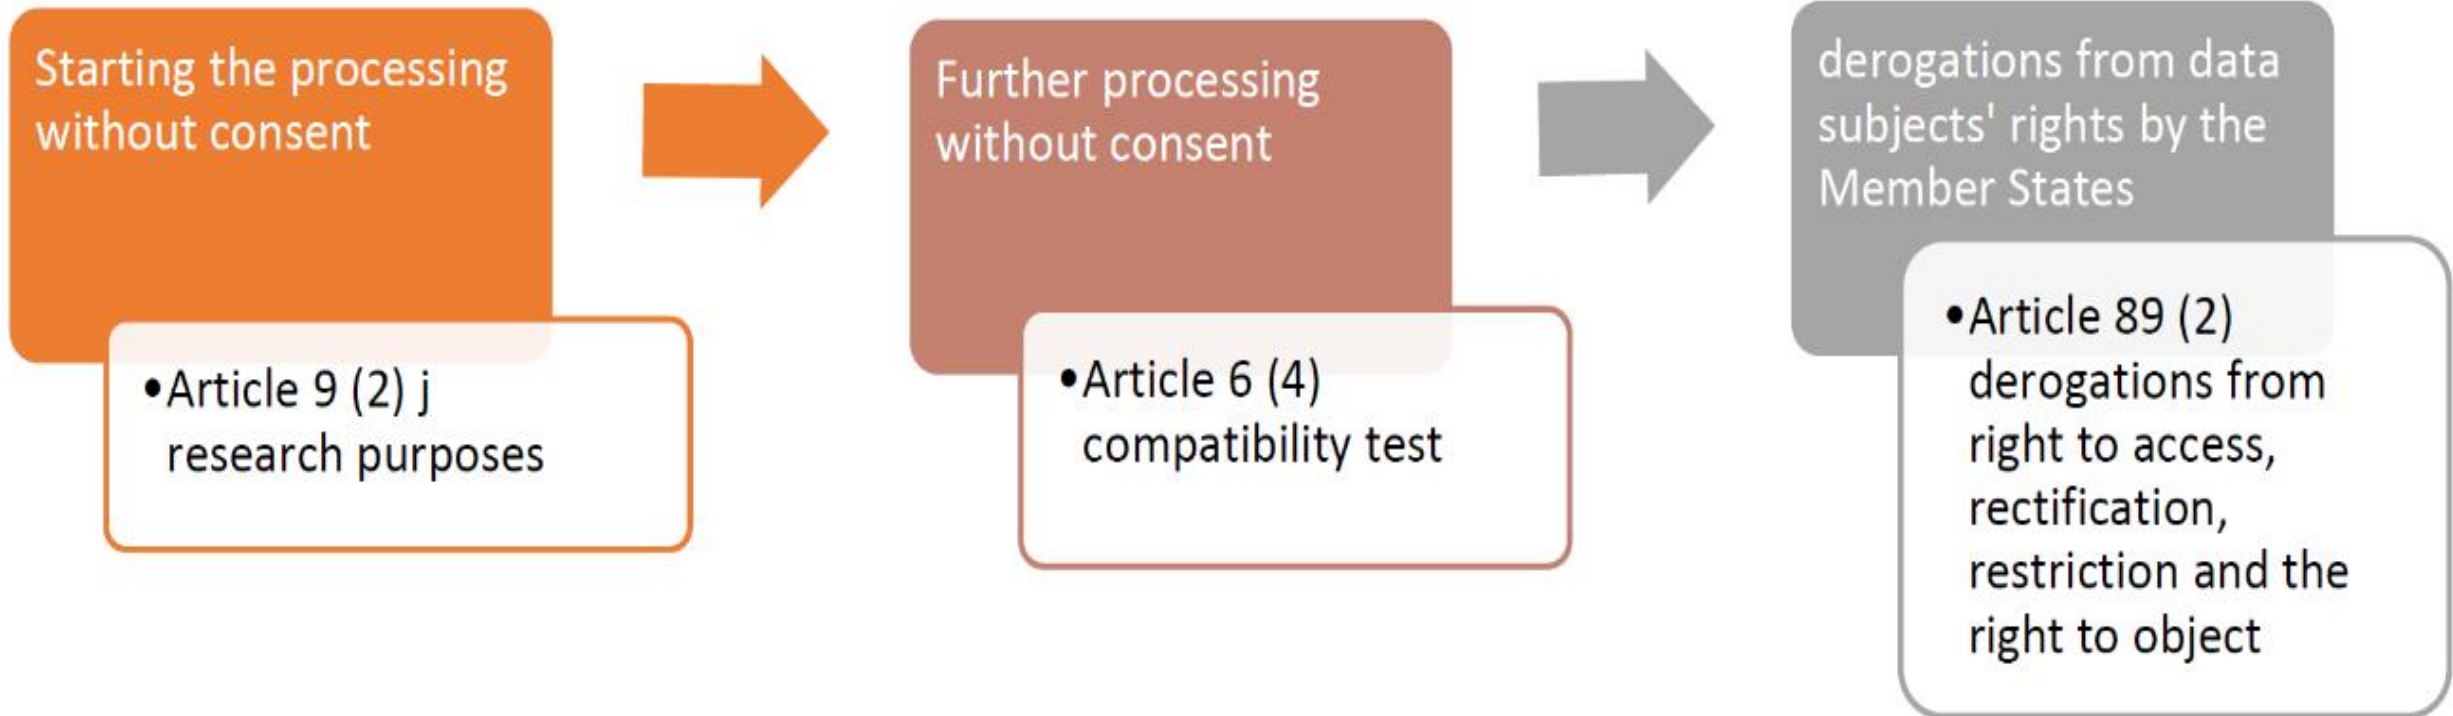 Starting the processing
without consent
•Article 9 (2) j
research purposes
Further processing
without consent
•Article 6 (4)
compatibility test
derogations from data
subjects' rights by the
Member States
•Article 89 (2)
derogations from
right to access,
rectification,
restriction and the
right to object